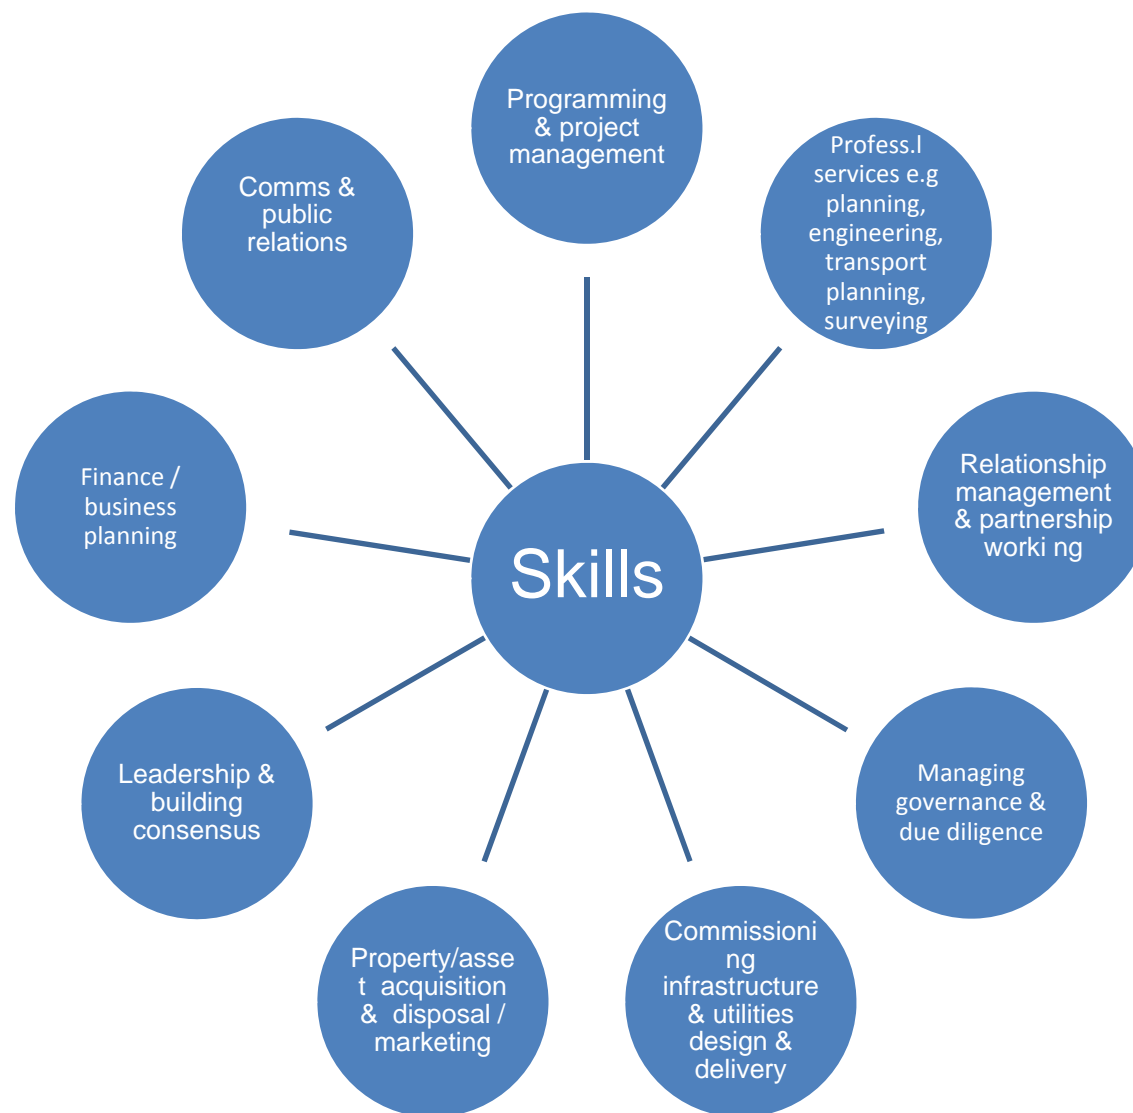 Programming
& project
management
Profess.l
services e.g
planning,
engineering,
transport
planning,
surveying
Relationship
management
& partnership
worki ng
Managing
governance &
due diligence
Commissioni
ng
infrastructure
& utilities
design &
delivery
Property/asse
t acquisition
& disposal /
marketing
Leadership &
building
consensus
Finance /
business
planning
Comms &
public
relations
Skills